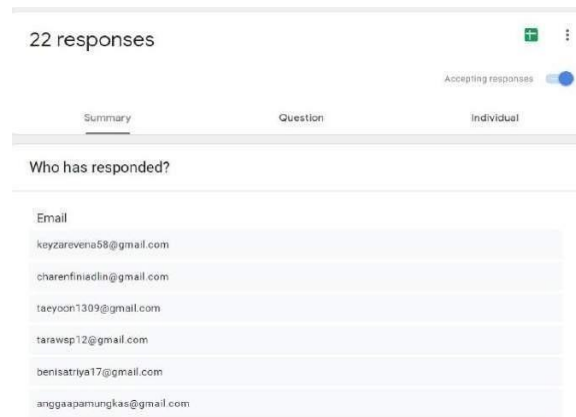 22 responses
Accepting responses
Summary Question Individual
Who has responded?
Email
keyzarevena58@gmail.com
charenfiniadlin@gmail.com
taeyoon1309@gmail.com
tarawsp12@gmail.com
benisatriya17@gmail.com
anggaapamungkas@gmail.com